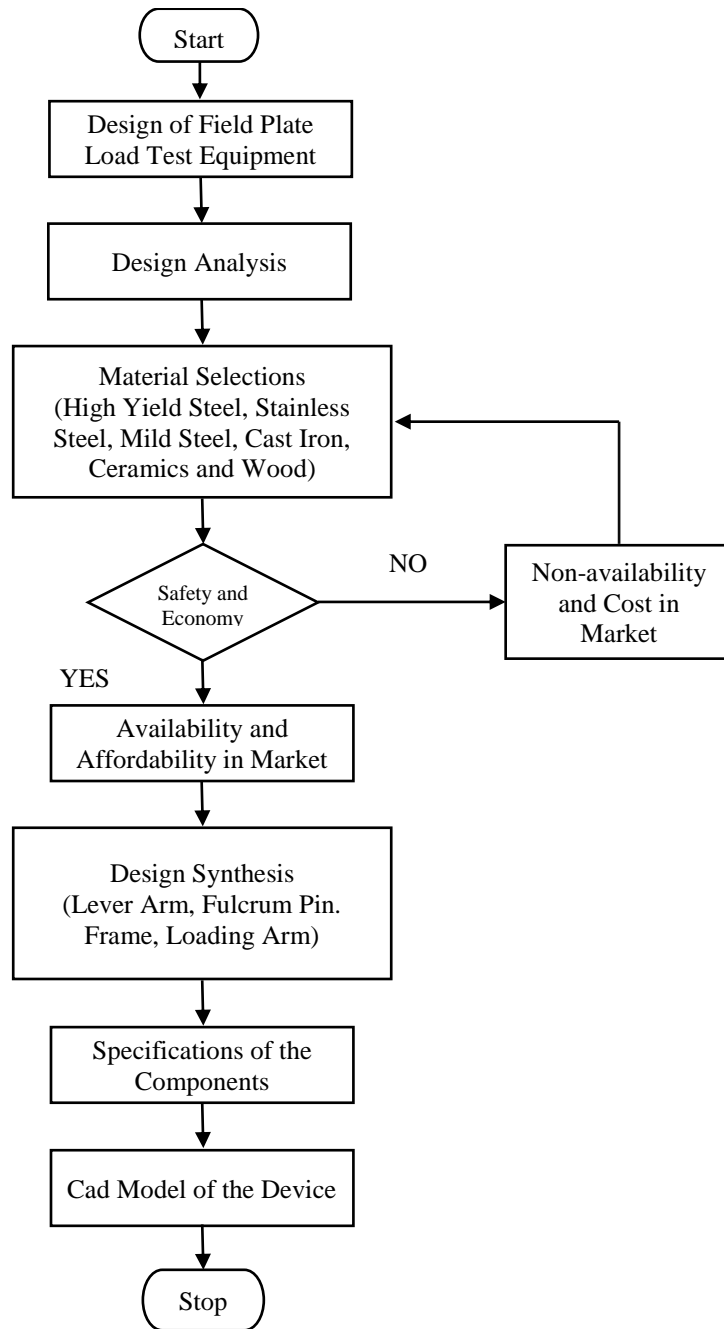 Start
Design of Field Plate
Load Test Equipment
Design Analysis
Material Selections
(High Yield Steel, Stainless
Steel, Mild Steel, Cast Iron,
Ceramics and Wood)
Safety and
Economy
NO
Non-availability
and Cost in
Market
YES
Availability and
Affordability in Market
Design Synthesis
(Lever Arm, Fulcrum Pin.
Frame, Loading Arm)
Specifications of the
Components
Cad Model of the Device
Stop